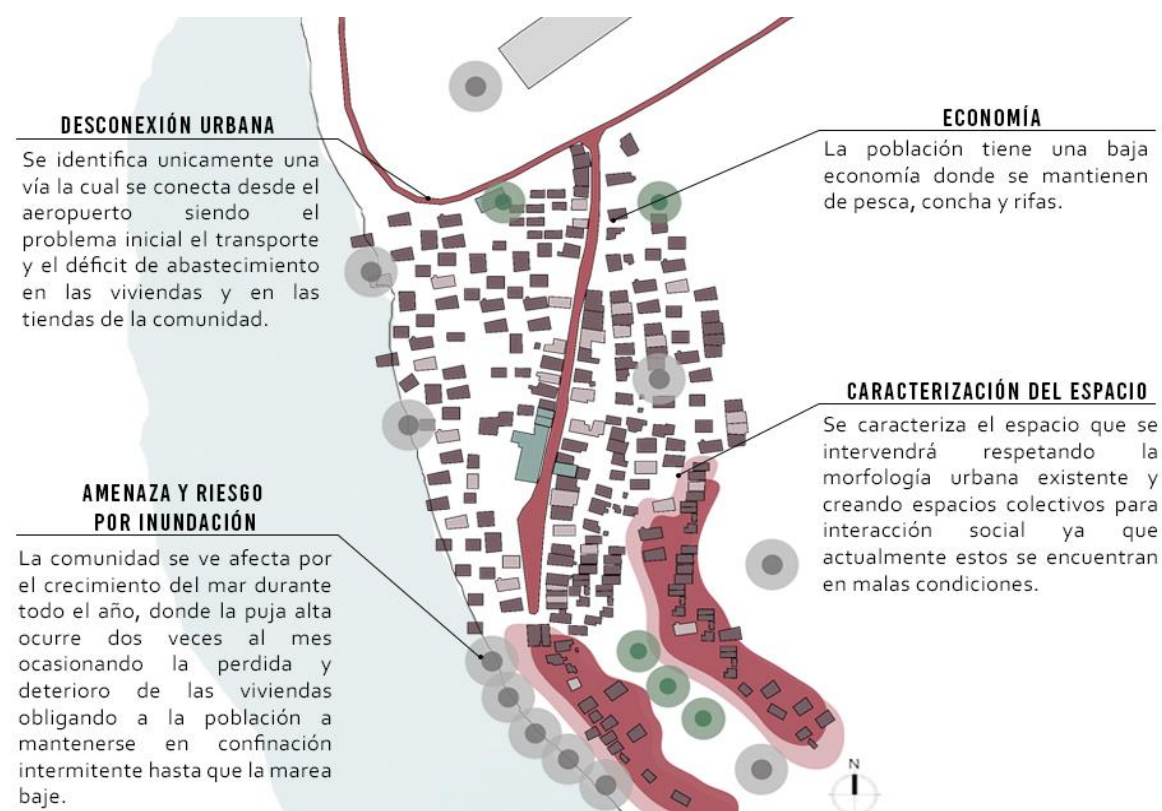 DESCONEXIÓN URBANA
Se identifica unicamente una
vía la cual se conecta desde el
aeropuerto siendo el
problema inicial el transporte
y el déficit de abastecimiento
en las viviendas y en las
tiendas de la comunidad.
ECONOMÍA
La población tiene una baja
economía donde se mantienen
de pesca, concha y rifas.
CARACTERIZACIÓN DEL ESPACIO
Se caracteriza el espacio que se
intervendrá respetando la
morfología urbana existente y
creando espacios colectivos para
interacción social ya que
actualmente estos se encuentran
en malas condiciones.
AMENAZA Y RIESGO
POR INUNDACIÓN
La comunidad se ve afecta por
el crecimiento del mar durante
todo el año, donde la puja alta
ocurre dos veces al mes
ocasionando la perdida y
deterioro de las viviendas
obligando a la población a
mantenerse en confinación
intermitente hasta que la marea
baje.
N